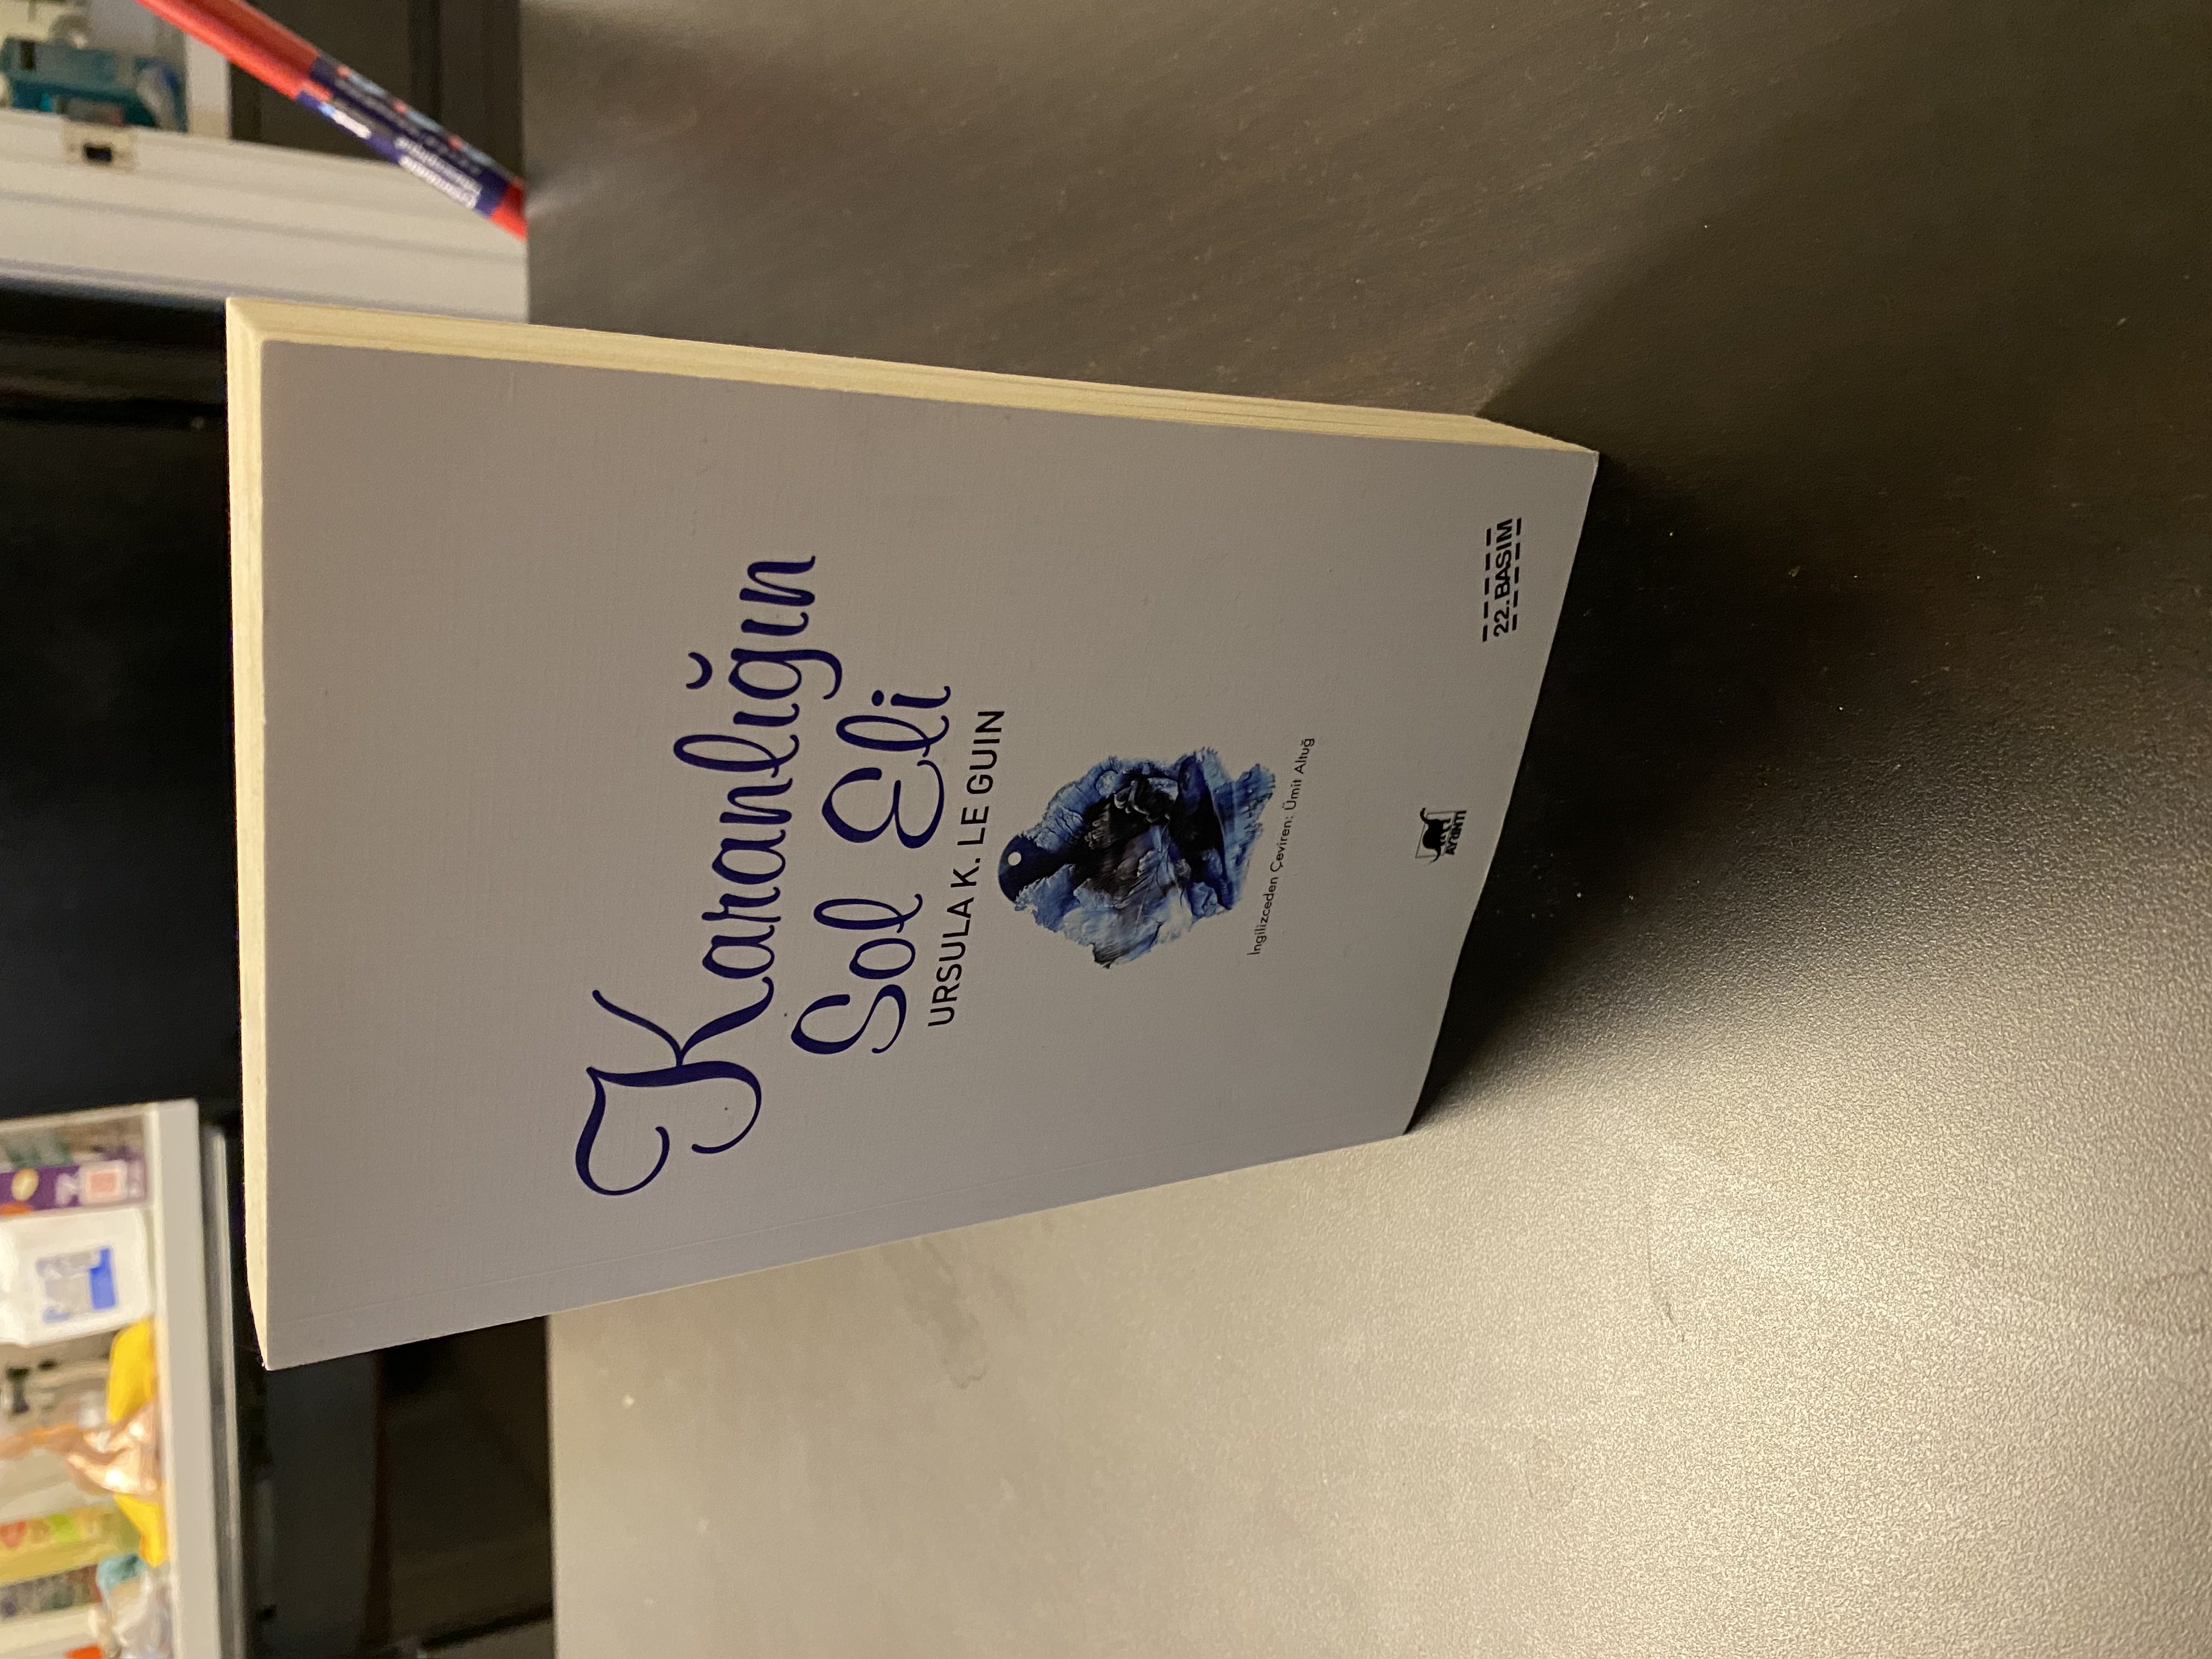 Karanlığın
Sol Eli
URSULA K. LE GUIN
İngilizceden Çeviren: Ümit Altuğ
AYRINTI
22. BASIM